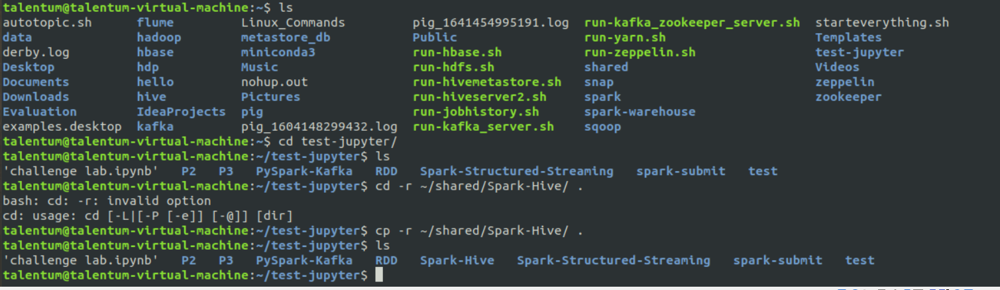 talentum@talentum-virtual-machine:~$ ls
autotopic.sh flume Linux_Commands pig_1641454995191.log run-kafka_zookeeper_server.sh starteverything.sh
data hadoop metastore_db Public run-yarn.sh Templates
derby.log hbase miniconda3 run-hbase.sh run-zeppelin.sh test-jupyter
Desktop hdp Music run-hdfs.sh shared Videos
Documents hello nohup.out run-hivemetastore.sh snap zeppelin
Downloads hive Pictures run-hiveserver2.sh spark zookeeper
Evaluation IdeaProjects pig run-jobhistory.sh spark-warehouse
examples.desktop kafka pig_1604148299432.log run-kafka_server.sh sqoop
talentum@talentum-virtual-machine:~$ cd test-jupyter/
talentum@talentum-virtual-machine:~/test-jupyter$ ls
'challenge lab.ipynb' P2 P3 PySpark-Kafka RDD Spark-Structured-Streaming spark-submit test
talentum@talentum-virtual-machine:~/test-jupyter$ cd -r ~/shared/Spark-Hive/ .
bash: cd: -r: invalid option
cd: usage: cd [-L|[-P [-e]] [-@]] [dir]
talentum@talentum-virtual-machine:~/test-jupyter$ cp -r ~/shared/Spark-Hive/ .
talentum@talentum-virtual-machine:~/test-jupyter$ ls
'challenge lab.ipynb' P2 P3 PySpark-Kafka RDD Spark-Hive Spark-Structured-Streaming spark-submit test
talentum@talentum-virtual-machine:~/test-jupyter$